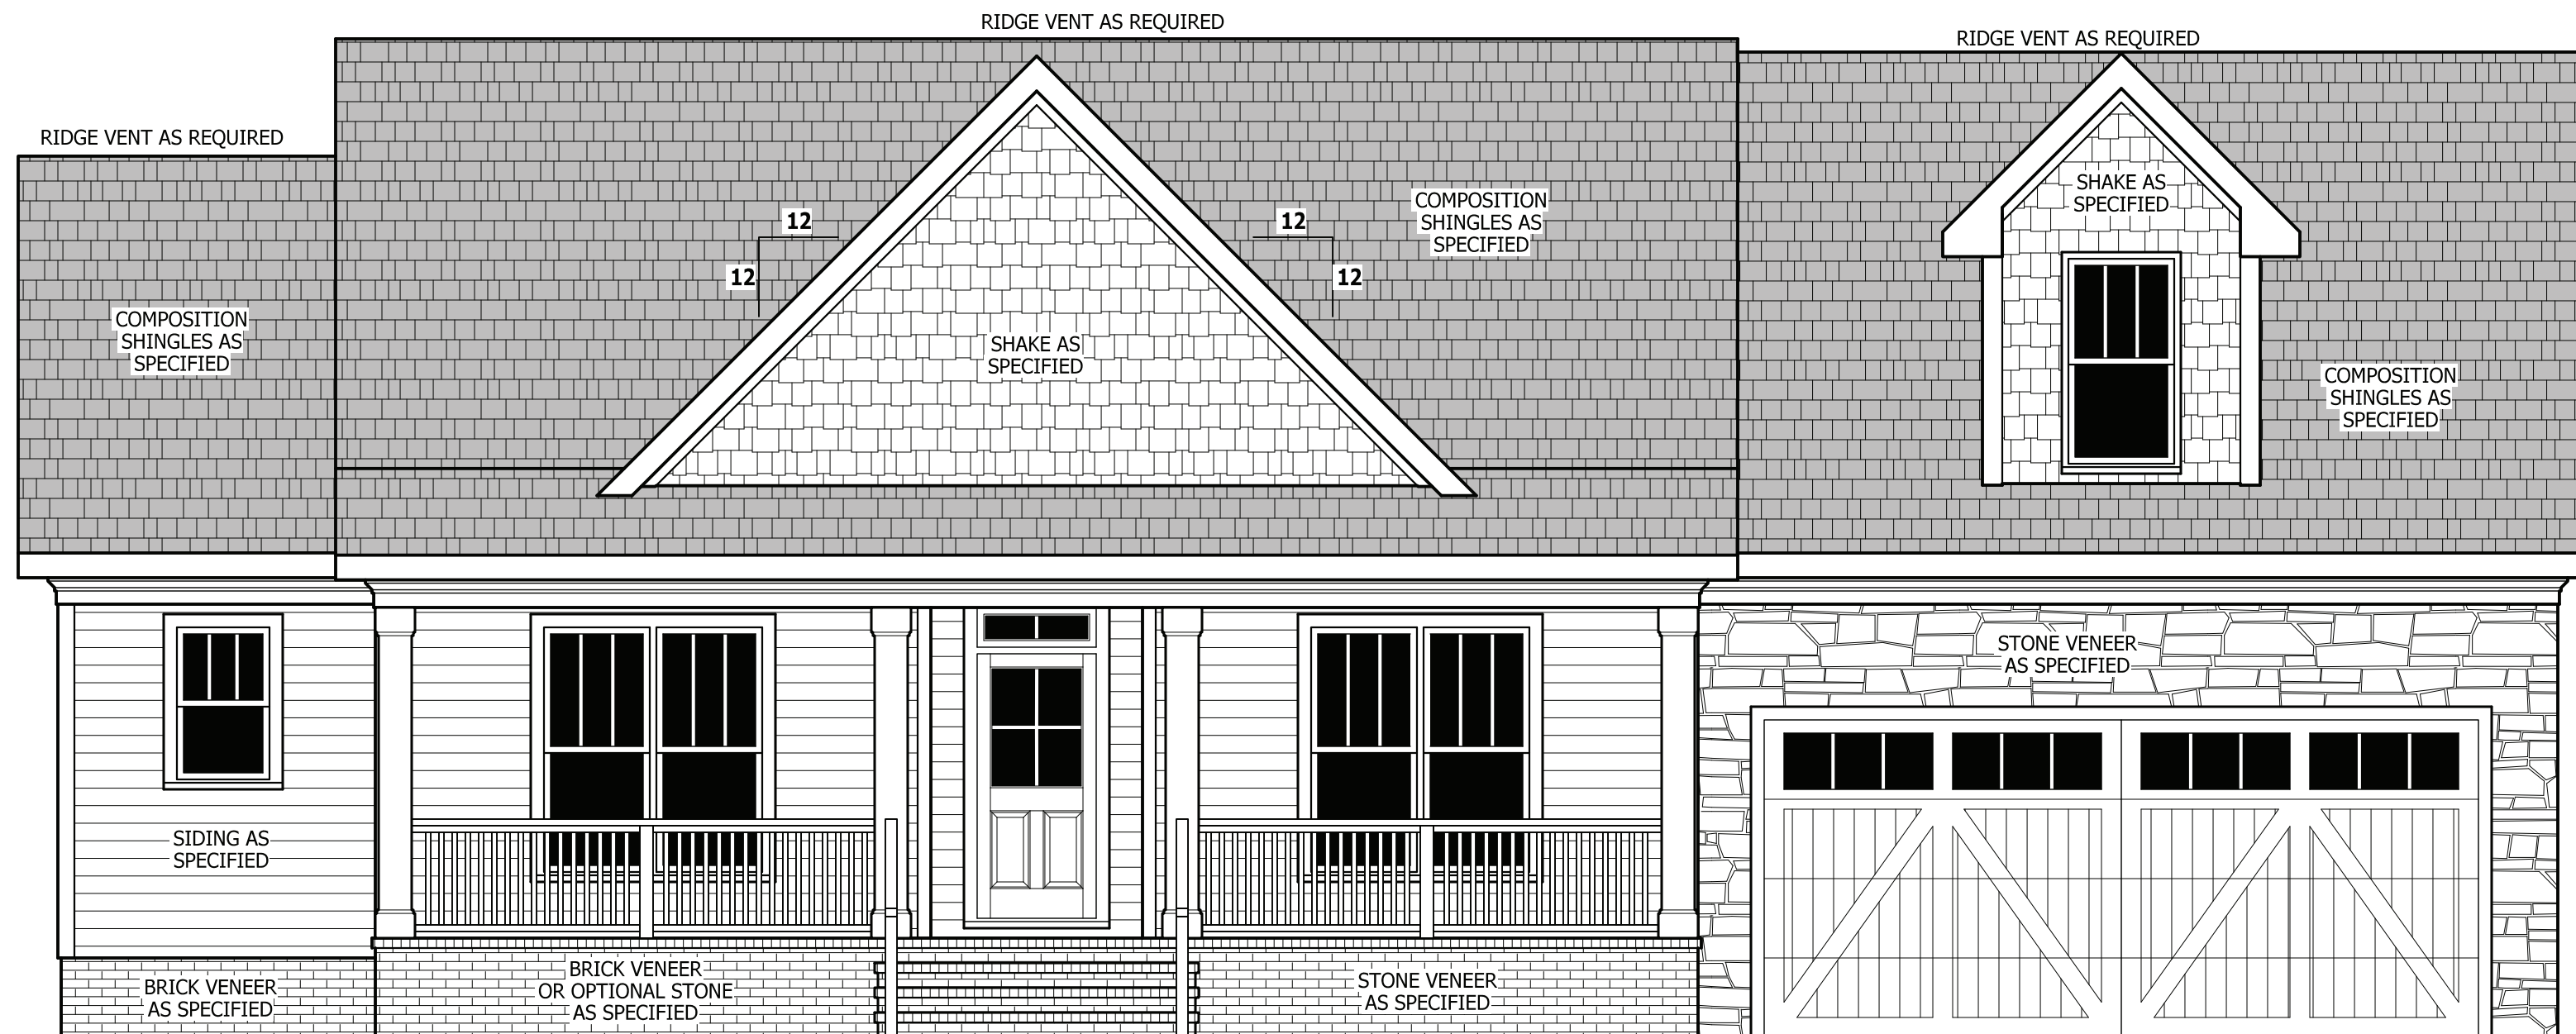 RIDGE VENT AS REQUIRED
RIDGE VENT AS REQUIRED
RIDGE VENT AS REQUIRED
SHAKE AS
SPECIFIED
COMPOSITION
SHINGLES AS
SPECIFIED
12
12
12
12
COMPOSITION
SHINGLES AS
SPECIFIED
SHAKE AS
SPECIFIED
COMPOSITION
SHINGLES AS
SPECIFIED
STONE VENEER
AS SPECIFIED
SIDING AS
SPECIFIED
BRICK VENEER
AS SPECIFIED
BRICK VENEER
OR OPTIONAL STONE
AS SPECIFIED
STONE VENEER
AS SPECIFIED